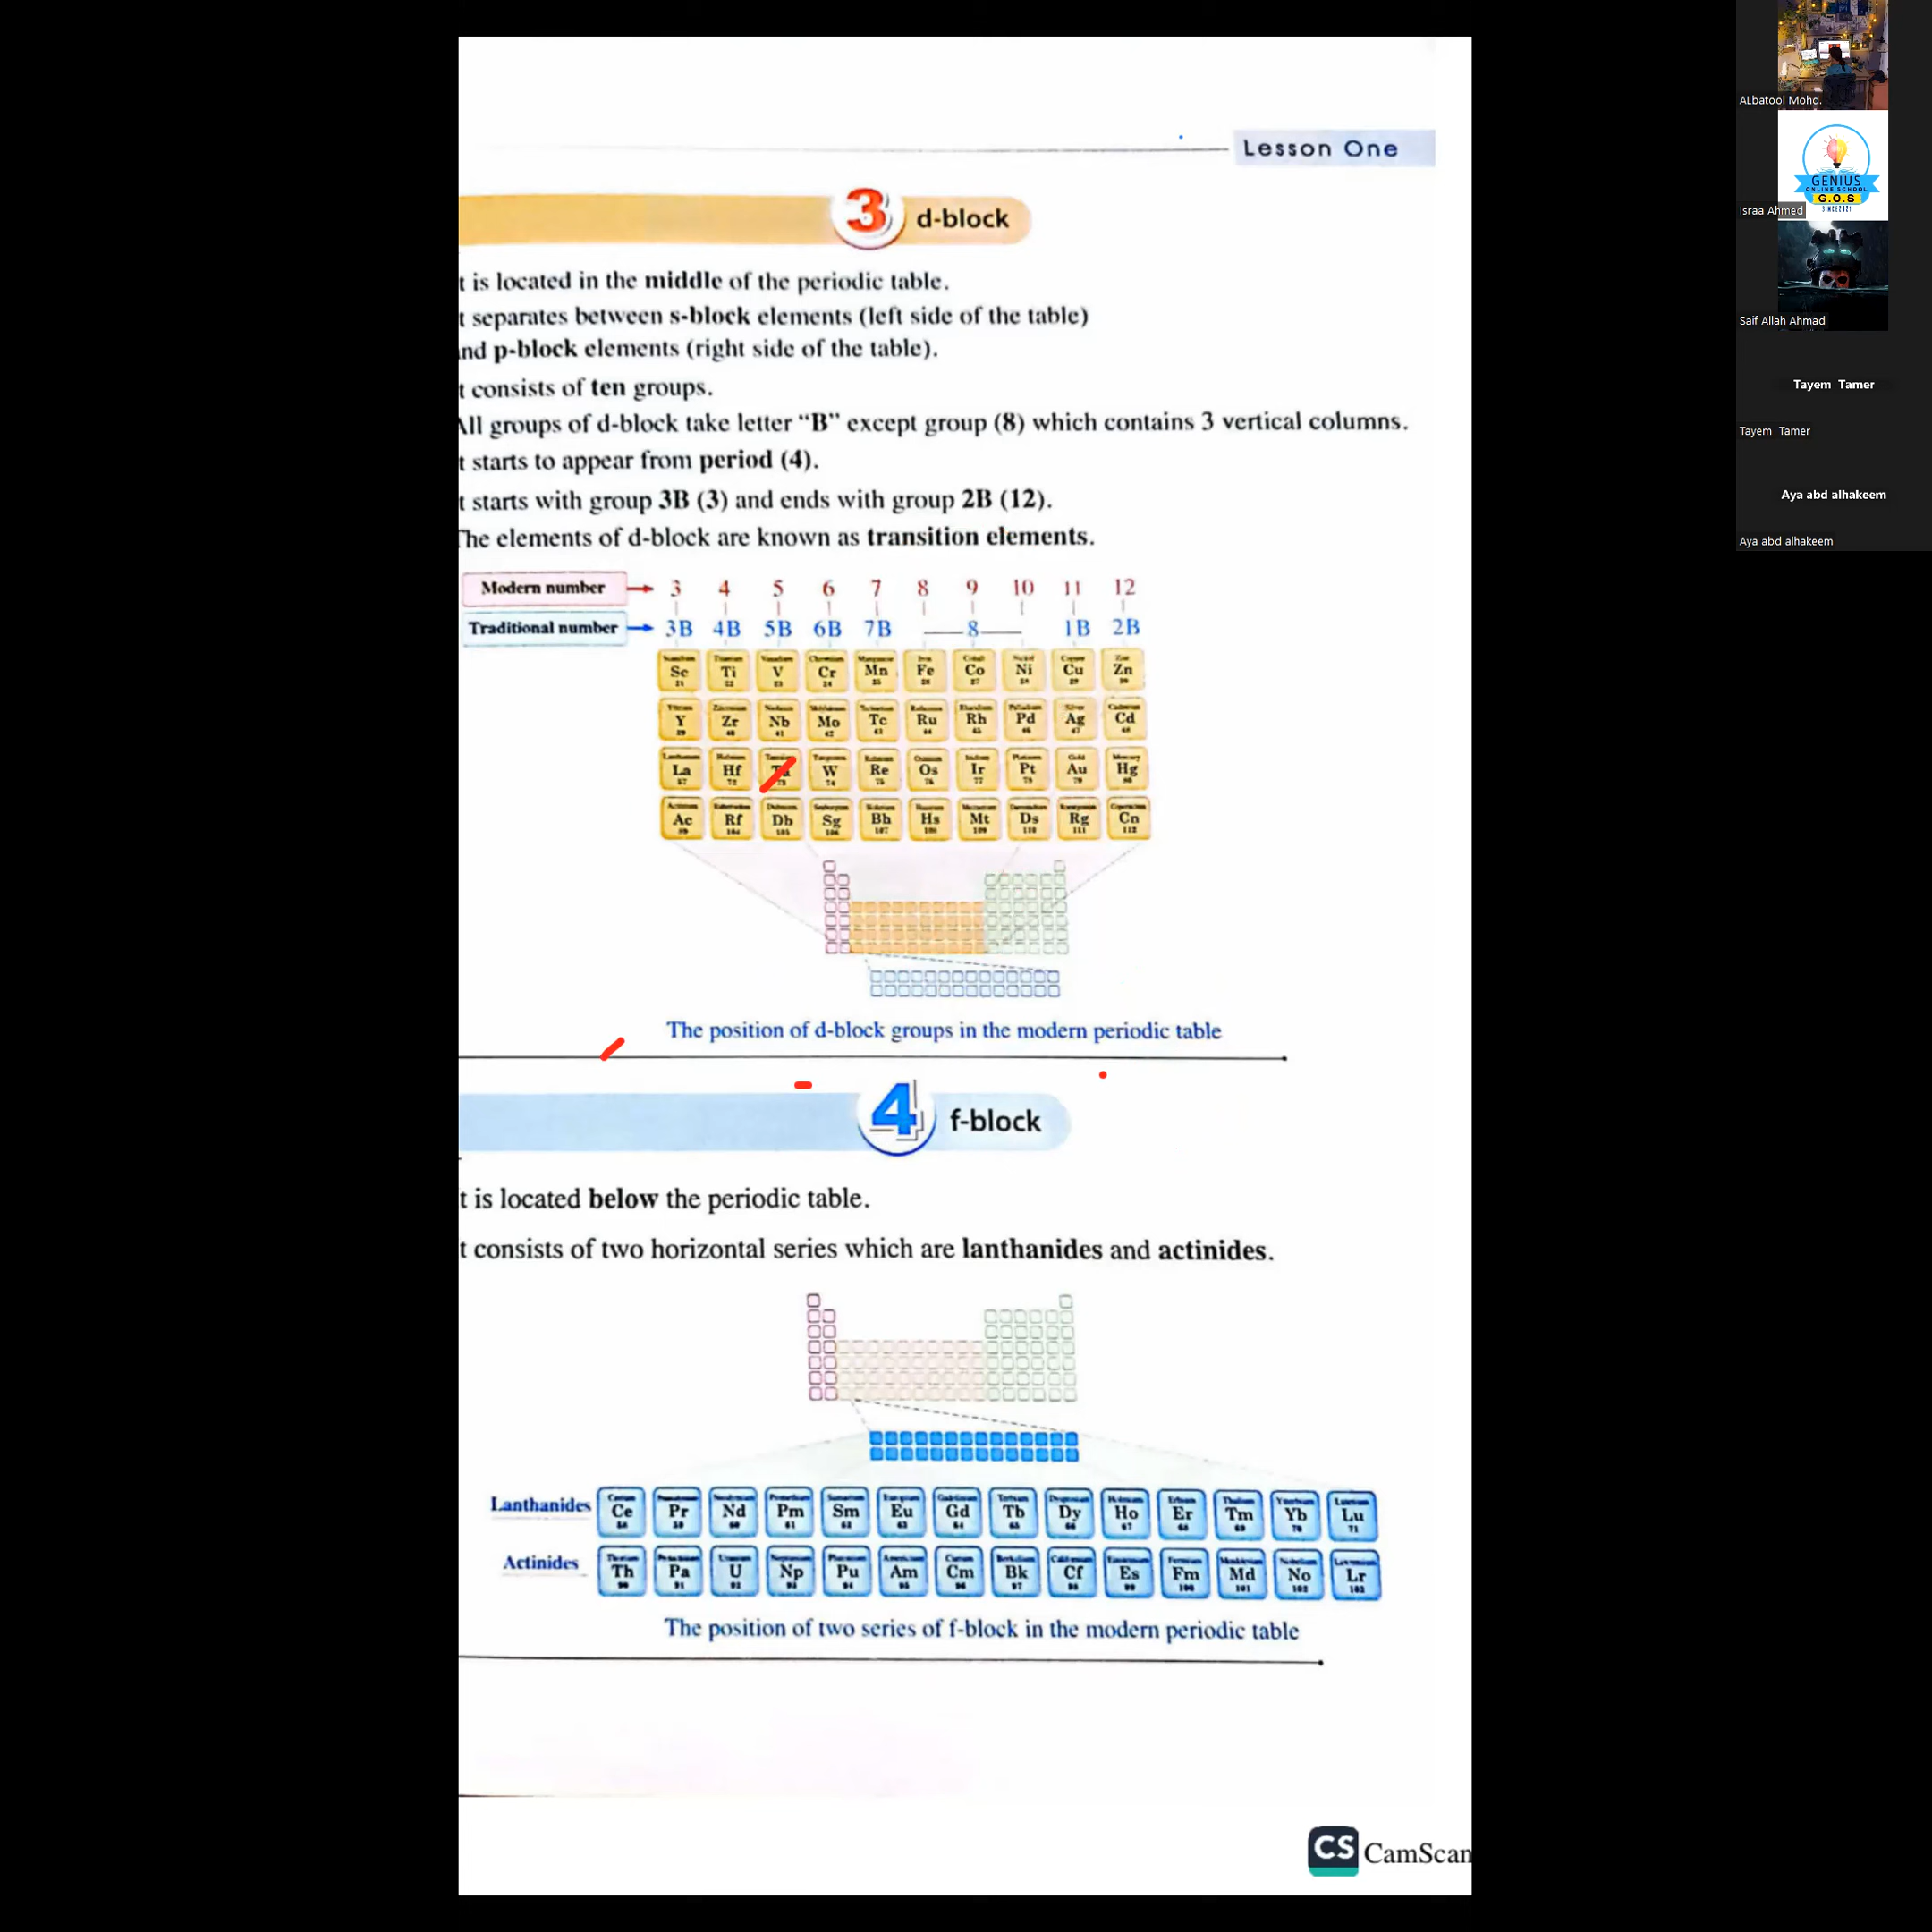 Lesson One
3 d-block
t is located in the middle of the periodic table.
t separates between s-block elements (left side of the table)
nd p-block elements (right side of the table).
t consists of ten groups.
All groups of d-block take letter “B” except group (8) which contains 3 vertical columns.
t starts to appear from period (4).
t starts with group 3B (3) and ends with group 2B (12).
The elements of d-block are known as transition elements.
Modern number 3 4 5 6 7 8 9 10 11 12
Traditional number 3B 4B 5B 6B 7B 8 1B 2B
Sc Ti V Cr Mn Fe Co Ni Cu Zn
Y Zr Nb Mo Tc Ru Rh Pd Ag Cd
La Hf W Re Os Ir Pt Au Hg
Ac Rf Db Sg Bh Hs Mt Ds Rg Cn
The position of d-block groups in the modern periodic table
4 f-block
t is located below the periodic table.
t consists of two horizontal series which are lanthanides and actinides.
Lanthanides Ce Pr Nd Pm Sm Eu Gd Tb Dy Ho Er Tm Yb Lu
Actinides Th Pa U Np Pu Am Cm Bk Cf Es Fm Md No Lr
The position of two series of f-block in the modern periodic table
CS CamScan
ALbatool Mohd.
GENIUS
ONLINE SCHOOL
G.O.S
SINCE2021
Israa Ahmed
Saif Allah Ahmad
Tayem Tamer
Tayem Tamer
Aya abd alhakeem
Aya abd alhakeem